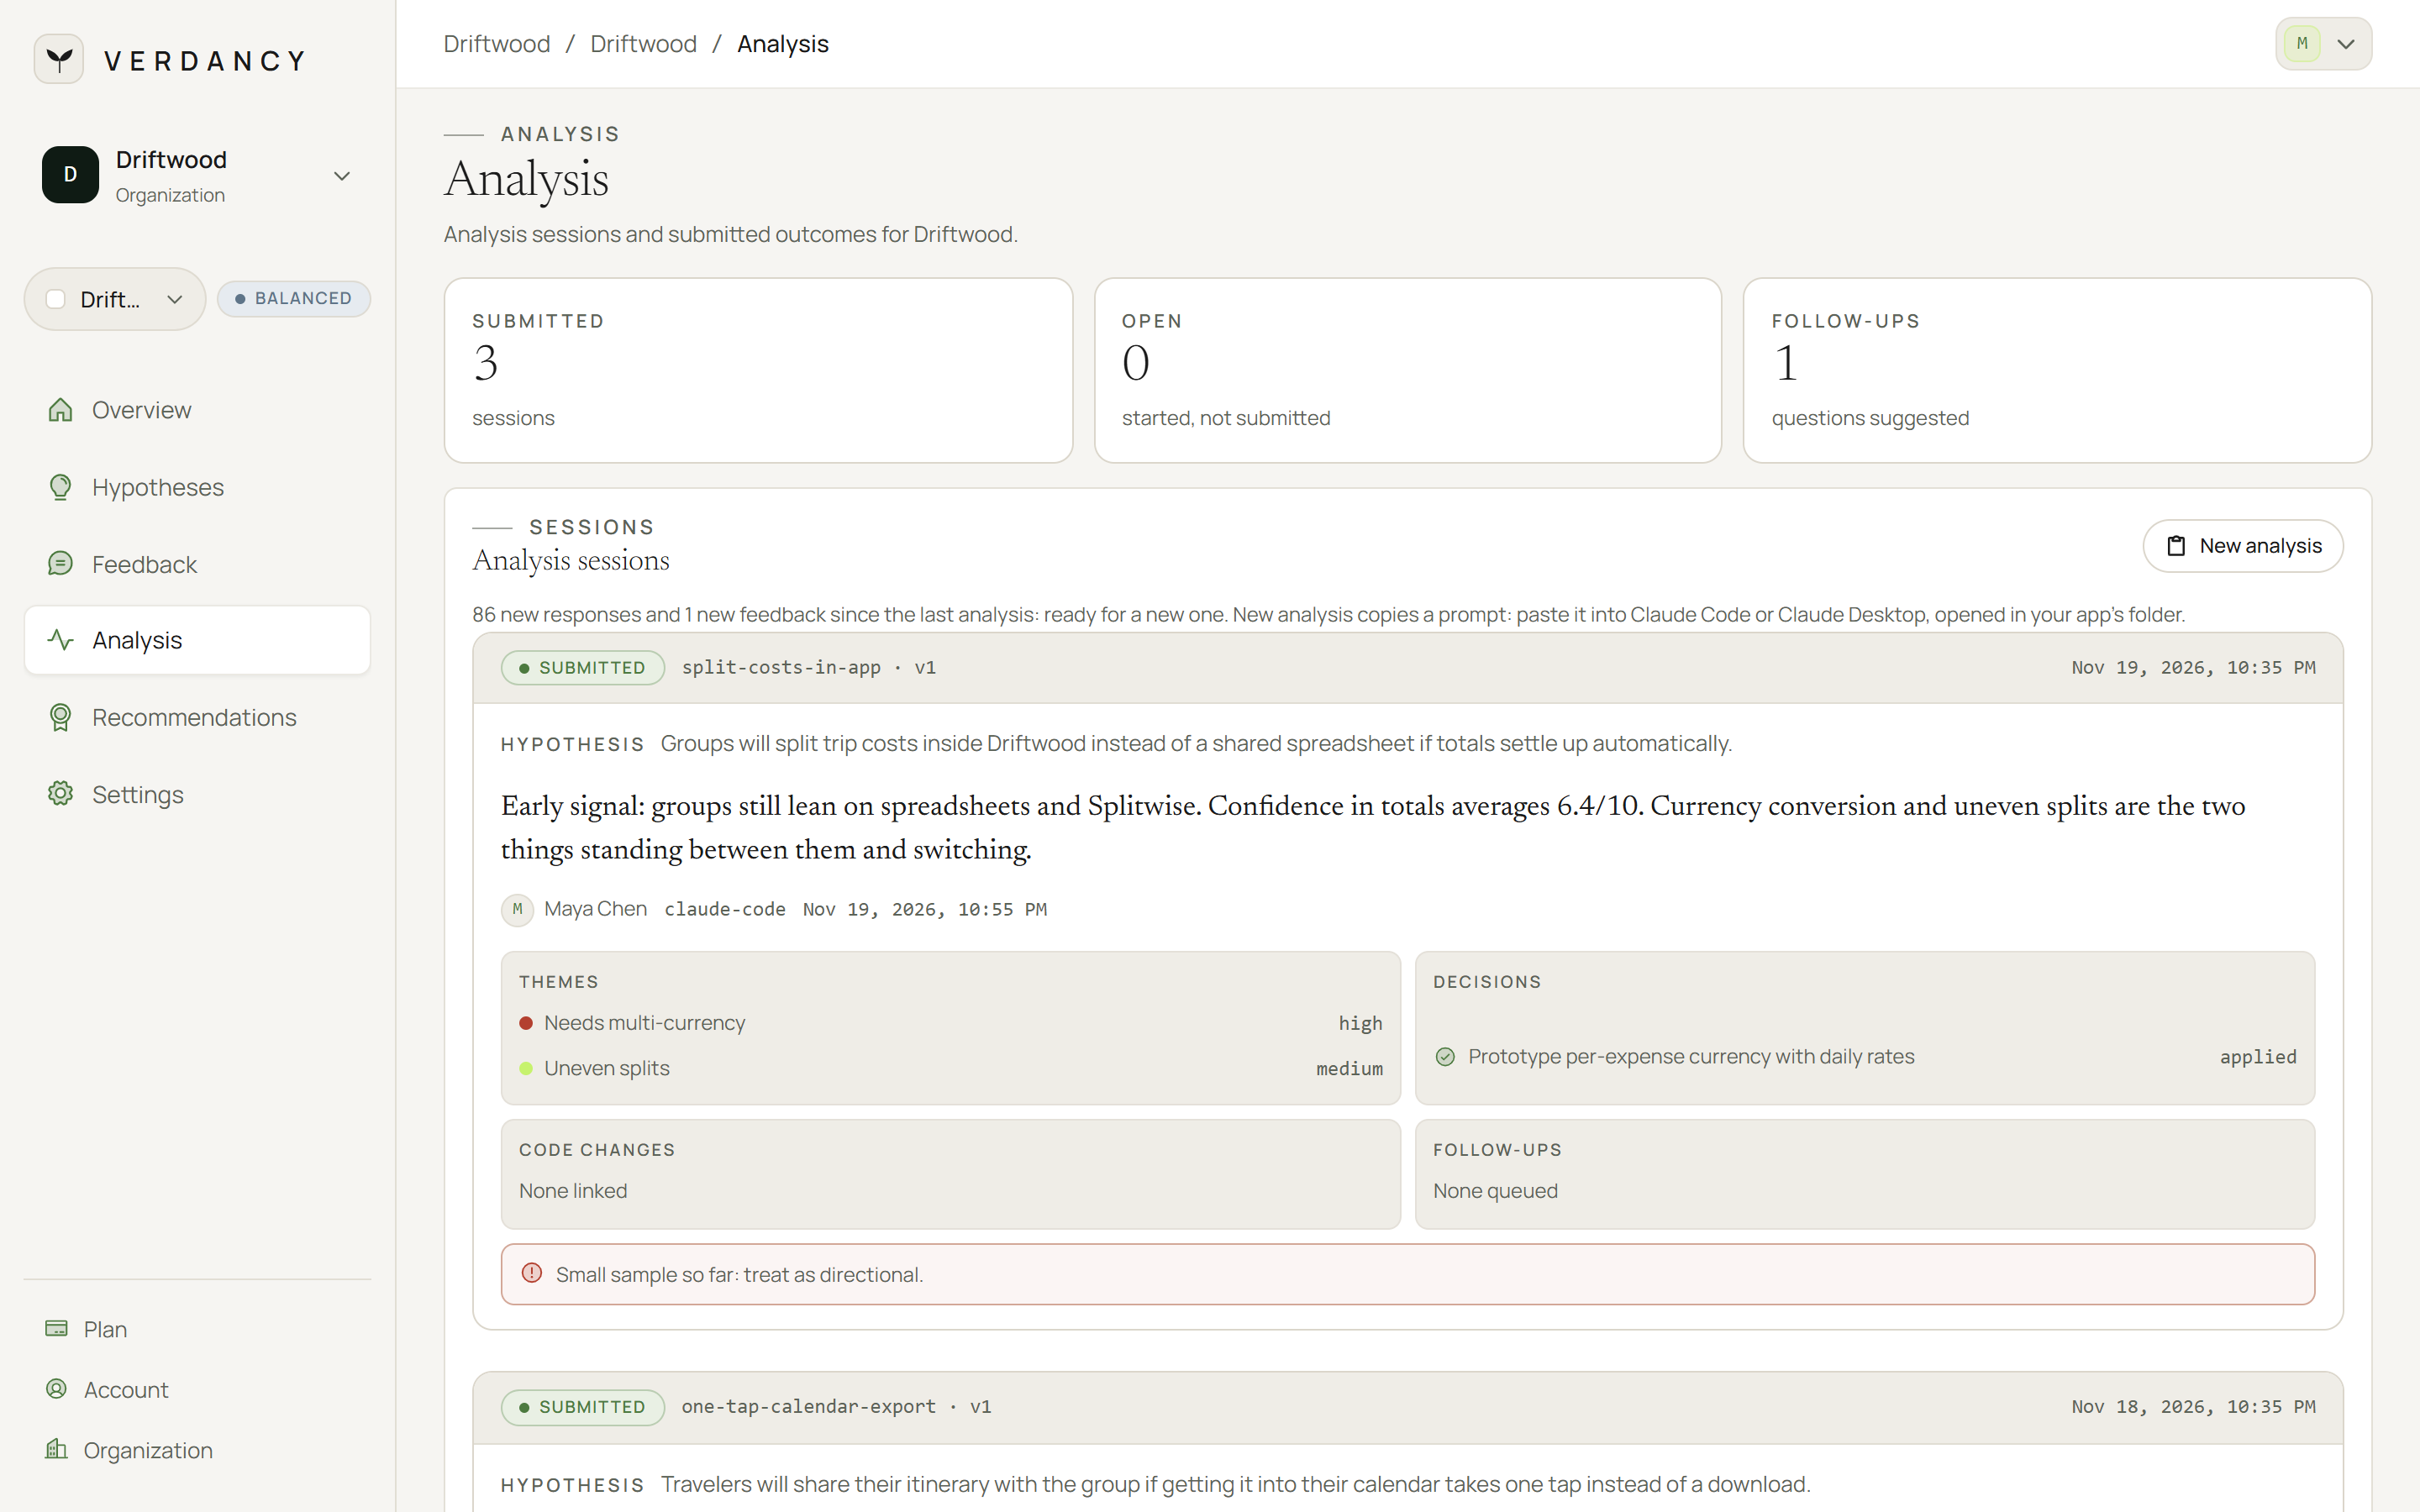 VERDANCY
D
Driftwood
Organization
Drift...
BALANCED
Overview
Hypotheses
Feedback
Analysis
Recommendations
Settings
Plan
Account
Organization
Driftwood / Driftwood / Analysis
M
ANALYSIS
Analysis
Analysis sessions and submitted outcomes for Driftwood.
SUBMITTED
3
sessions
OPEN
0
started, not submitted
FOLLOW-UPS
1
questions suggested
SESSIONS
Analysis sessions
New analysis
86 new responses and 1 new feedback since the last analysis: ready for a new one. New analysis copies a prompt: paste it into Claude Code or Claude Desktop, opened in your app's folder.
SUBMITTED split-costs-in-app · v1 Nov 19, 2026, 10:35 PM
HYPOTHESIS Groups will split trip costs inside Driftwood instead of a shared spreadsheet if totals settle up automatically.
Early signal: groups still lean on spreadsheets and Splitwise. Confidence in totals averages 6.4/10. Currency conversion and uneven splits are the two
things standing between them and switching.
M Maya Chen claude-code Nov 19, 2026, 10:55 PM
THEMES
Needs multi-currency high
Uneven splits medium
DECISIONS
Prototype per-expense currency with daily rates applied
CODE CHANGES
None linked
FOLLOW-UPS
None queued
Small sample so far: treat as directional.
SUBMITTED one-tap-calendar-export · v1 Nov 18, 2026, 10:35 PM
HYPOTHESIS Travelers will share their itinerary with the group if getting it into their calendar takes one tap instead of a download.